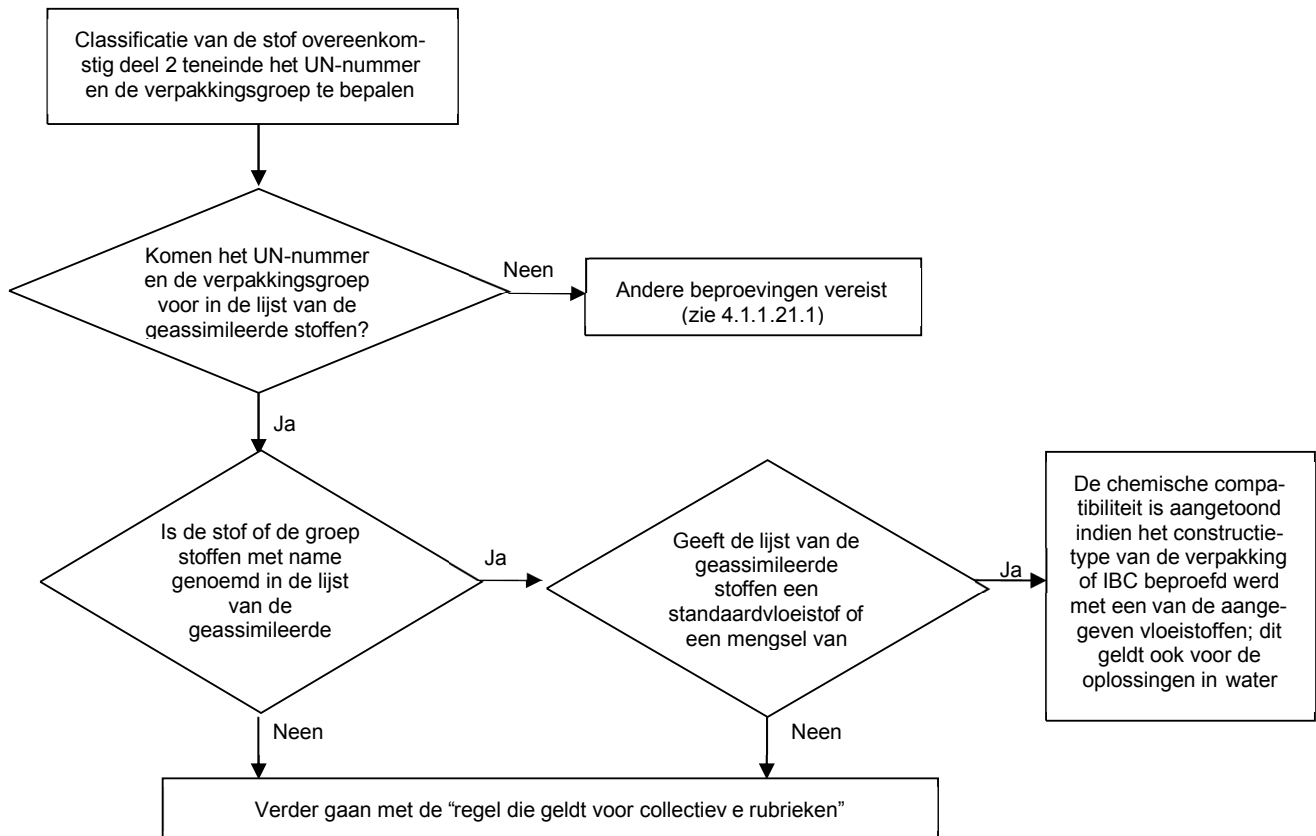 Classificatie van de stof overeenkom-
stig deel 2 teneinde het UN-nummer
en de verpakkingsgroep te bepalen
Komen het UN-nummer
en de verpakkingsgroep
voor in de lijst van de
geassimileerde stoffen?
Neen
Andere beproevingen vereist
(zie 4.1.1.21.1)
Ja
Is de stof of de groep
stoffen met name
genoemd in de lijst
van de
geassimileerde
Ja
Geeft de lijst van de
geassimileerde
stoffen een
standaardvloeistof of
een mengsel van
Ja
De chemische compa-
tibiliteit is aangetoond
indien het constructie-
type van de verpakking
of IBC beproefd werd
met een van de aange-
geven vloeistoffen; dit
geldt ook voor de
oplossingen in water
Neen
Neen
Verder gaan met de “regel die geldt voor collectiev e rubrieken”